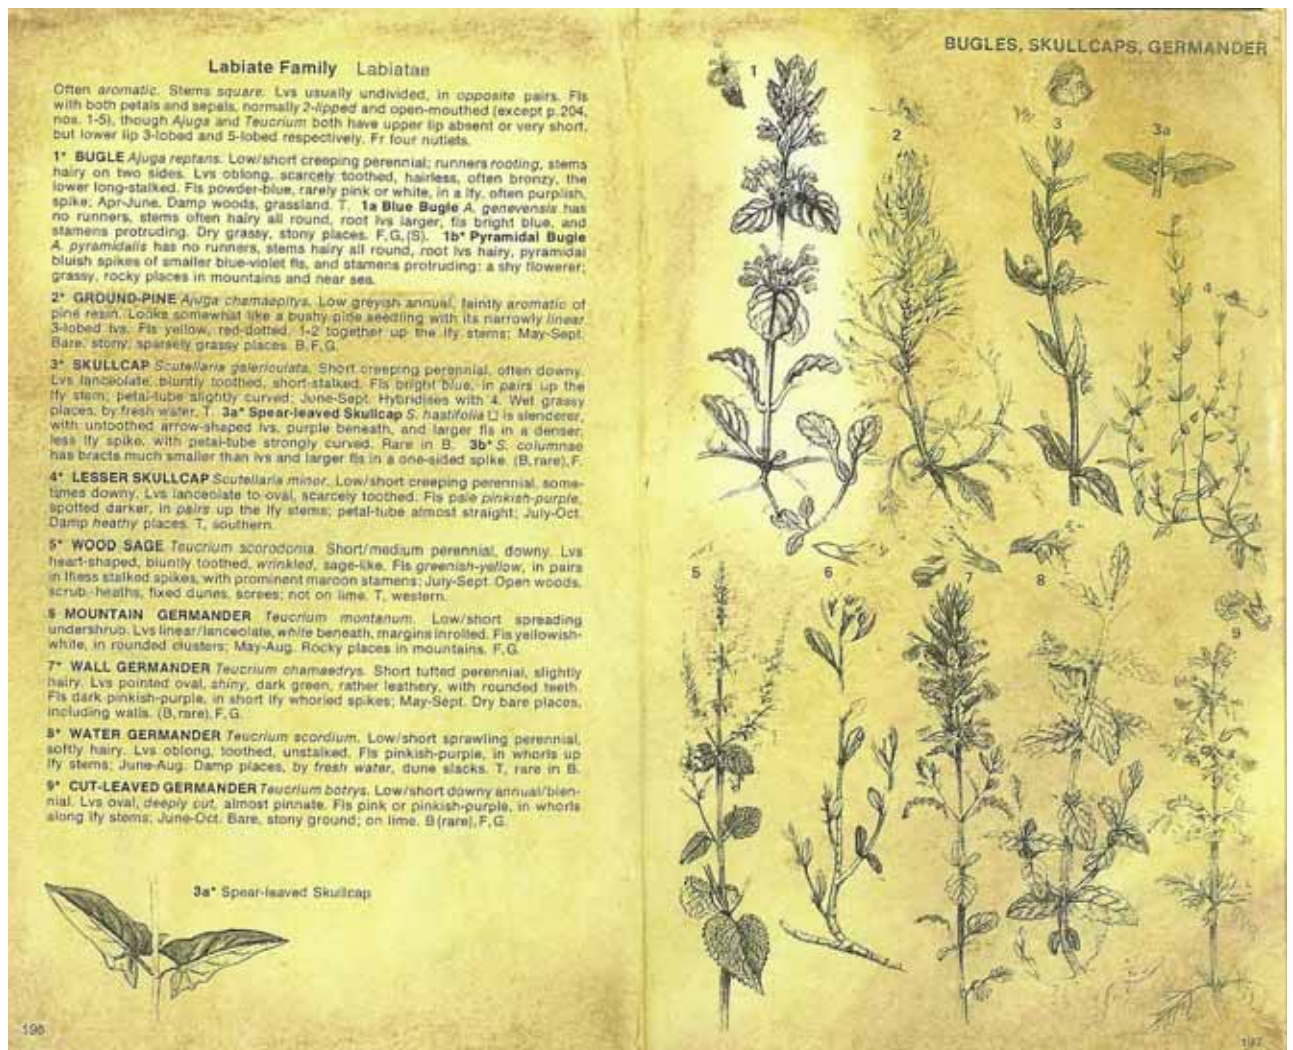 Labiate Family Labiatae
Often aromatic. Stems square. Lvs usually undivided, in opposite pairs. Fls
with both petals and sepals, normally 2-lipped and open-mouthed (except p.204,
nos. 1-5), though Ajuga and Teucrium both have upper lip absent or very short,
but lower lip 3-lobed and 5-lobed respectively. Fr four nutlets.
1* BUGLE Ajuga reptans. Low/short creeping perennial; runners rooting, stems
hairy on two sides. Lvs oblong, scarcely toothed, hairless, often bronzy, the
lower long-stalked. Fls powder-blue, rarely pink or white, in a lfy, often purplish,
spike; Apr-June. Damp woods, grassland. T. 1a Blue Bugle A. genevensis has
no runners, stems often hairy all round, root lvs larger, fls bright blue, and
stamens protruding. Dry grassy, stony places. F,G,(S). 1b* Pyramidal Bugle
A. pyramidalis has no runners, stems hairy all round, root lvs hairy, pyramidal
bluish spikes of smaller blue-violet fls, and stamens protruding; a shy flowerer;
grassy, rocky places in mountains and near sea.
2* GROUND-PINE Ajuga chamaepitys. Low greyish annual, faintly aromatic of
pine resin. Looks somewhat like a bushy pine seedling with its narrowly linear
3-lobed lvs. Fls yellow, red-dotted, 1-2 together up the lfy stems; May-Sept.
Bare, stony, sparsely grassy places. B,F,G.
3* SKULLCAP Scutellaria galericulata. Short creeping perennial, often downy.
Lvs lanceolate, bluntly toothed, short-stalked. Fls bright blue, in pairs up the
lfy stem; petal-tube slightly curved; June-Sept. Hybridises with 4. Wet grassy
places, by fresh water. T. 3a* Spear-leaved Skullcap S. hastifolia □ is slenderer,
with untoothed arrow-shaped lvs, purple beneath, and larger fls in a denser,
less lfy spike, with petal-tube strongly curved. Rare in B. 3b* S. columnae
has bracts much smaller than lvs and larger fls in a one-sided spike. (B,rare),F.
4* LESSER SKULLCAP Scutellaria minor. Low/short creeping perennial, some-
times downy. Lvs lanceolate to oval, scarcely toothed. Fls pale pinkish-purple,
spotted darker, in pairs up the lfy stems; petal-tube almost straight; July-Oct.
Damp heathy places. T, southern.
5* WOOD SAGE Teucrium scorodonia. Short/medium perennial, downy. Lvs
heart-shaped, bluntly toothed, wrinkled, sage-like. Fls greenish-yellow, in pairs
in lfless stalked spikes, with prominent maroon stamens; July-Sept. Open woods,
scrub, heaths, fixed dunes, screes; not on lime. T, western.
6 MOUNTAIN GERMANDER Teucrium montanum. Low/short spreading
undershrub. Lvs linear/lanceolate, white beneath, margins inrolled. Fls yellowish-
white, in rounded clusters; May-Aug. Rocky places in mountains. F,G.
7* WALL GERMANDER Teucrium chamaedrys. Short tufted perennial, slightly
hairy. Lvs pointed oval, shiny, dark green, rather leathery, with rounded teeth.
Fls dark pinkish-purple, in short lfy whorled spikes; May-Sept. Dry bare places,
including walls. (B,rare),F,G.
8* WATER GERMANDER Teucrium scordium. Low/short sprawling perennial,
softly hairy. Lvs oblong, toothed, unstalked. Fls pinkish-purple, in whorls up
lfy stems; June-Aug. Damp places, by fresh water, dune slacks. T, rare in B.
9* CUT-LEAVED GERMANDER Teucrium botrys. Low/short downy annual/bien-
nial. Lvs oval, deeply cut, almost pinnate. Fls pink or pinkish-purple, in whorls
along lfy stems; June-Oct. Bare, stony ground; on lime. B(rare),F,G.
3a* Spear-leaved Skullcap
196
BUGLES, SKULLCAPS, GERMANDER
1
2
3
3a
4
5
6
7
8
9
197